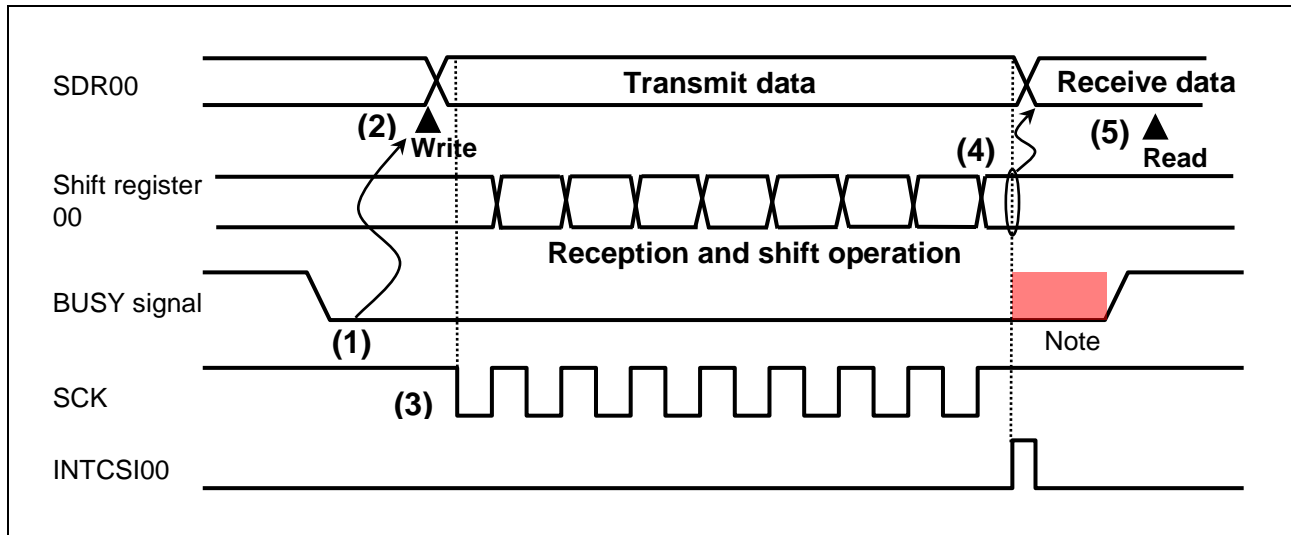 SDR00
Transmit data
Receive data
(2)
Write
(4)
(5)
Read
Shift register
00
Reception and shift operation
BUSY signal
(1)
Note
SCK
(3)
INTCSI00